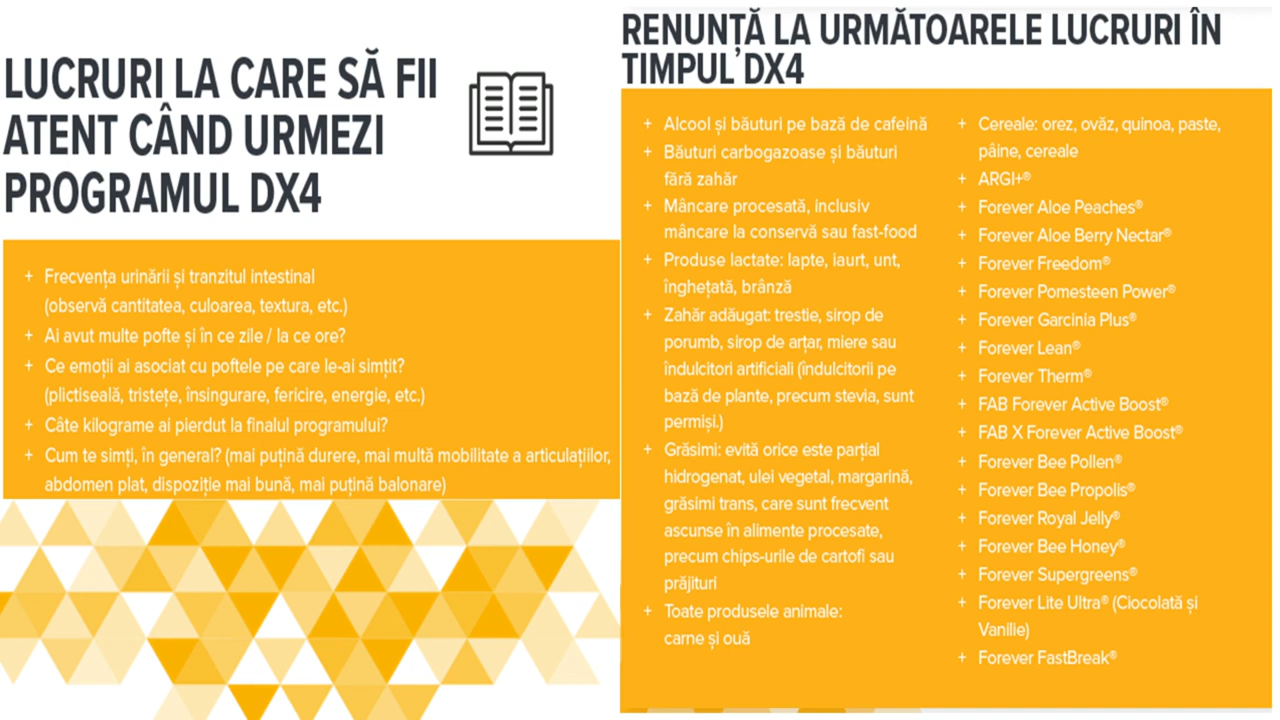 LUCRURI LA CARE SĂ FII
ATENT CÂND URMEZI
PROGRAMUL DX4
+ Frecvența urinării și tranzitul intestinal
(observă cantitatea, culoarea, textura, etc.)
+ Ai avut multe pofte și în ce zile / la ce ore?
+ Ce emoții ai asociat cu poftele pe care le-ai simțit?
(plictiseală, tristețe, însingurare, fericire, energie, etc.)
+ Câte kilograme ai pierdut la finalul programului?
+ Cum te simți, în general? (mai puțină durere, mai multă mobilitate a articulațiilor,
abdomen plat, dispoziție mai bună, mai puțină balonare)
RENUNȚĂ LA URMĂTOARELE LUCRURI ÎN
TIMPUL DX4
+ Alcool și băuturi pe bază de cafeină
+ Băuturi carbogazoase și băuturi
fără zahăr
+ Mâncare procesată, inclusiv
mâncare la conservă sau fast-food
+ Produse lactate: lapte, iaurt, unt,
înghețată, brânză
+ Zahăr adăugat: trestie, sirop de
porumb, sirop de arțar, miere sau
îndulcitori artificiali (îndulcitorii pe
bază de plante, precum stevia, sunt
permiși.)
+ Grăsimi: evită orice este parțial
hidrogenat, ulei vegetal, margarină,
grăsimi trans, care sunt frecvent
ascunse în alimente procesate,
precum chips-urile de cartofi sau
prăjituri
+ Toate produsele animale:
carne și ouă
+ Cereale: orez, ovăz, quinoa, paste,
pâine, cereale
+ ARGI+®
+ Forever Aloe Peaches®
+ Forever Aloe Berry Nectar®
+ Forever Freedom®
+ Forever Pomesteen Power®
+ Forever Garcinia Plus®
+ Forever Lean®
+ Forever Therm®
+ FAB Forever Active Boost®
+ FAB X Forever Active Boost®
+ Forever Bee Pollen®
+ Forever Bee Propolis®
+ Forever Royal Jelly®
+ Forever Bee Honey®
+ Forever Supergreens®
+ Forever Lite Ultra® (Ciocolată și
Vanilie)
+ Forever FastBreak®